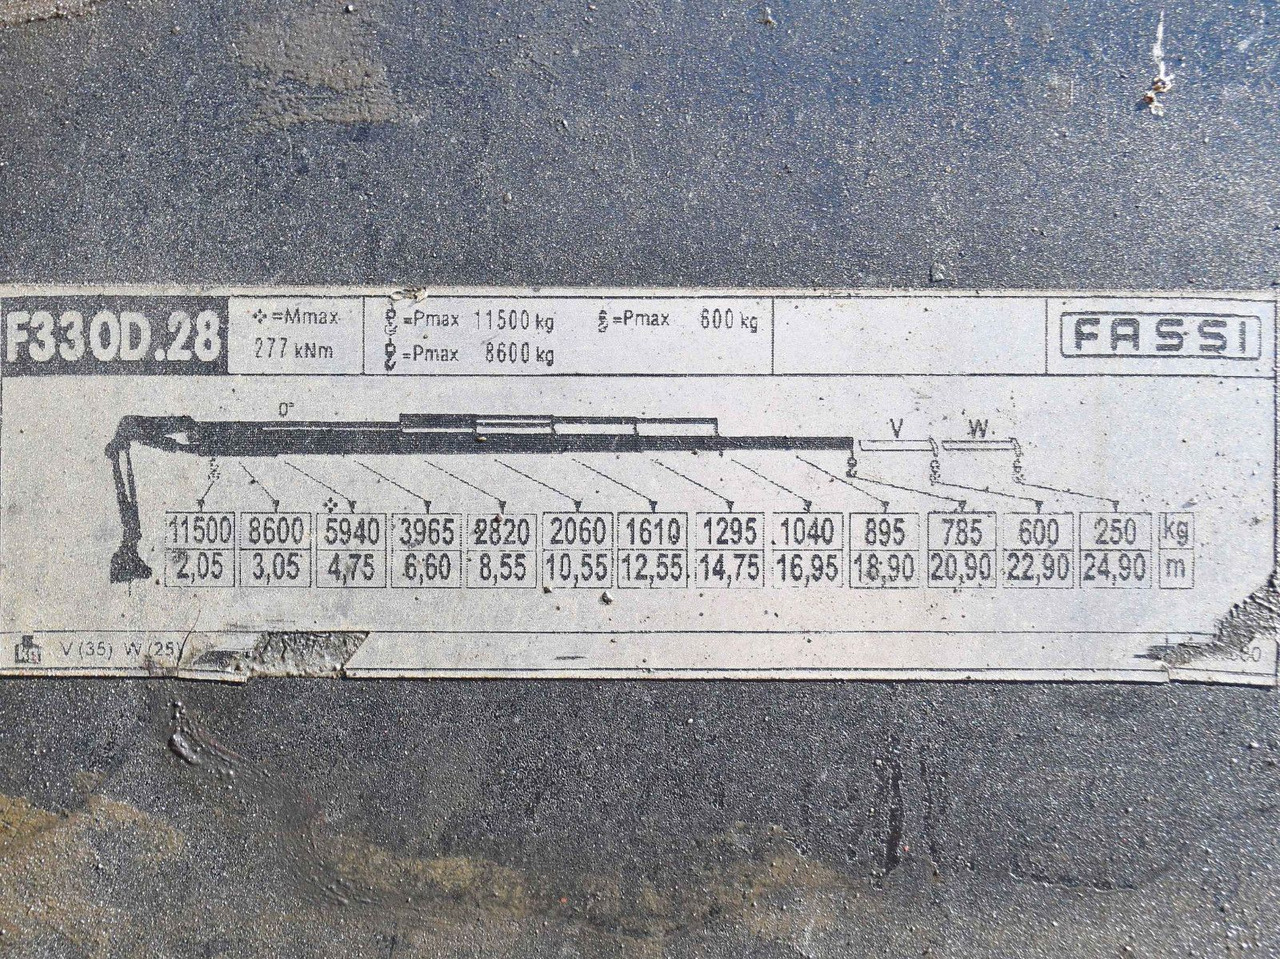 F330D.28
=Mmax
277 kNm
=Pmax 11500 kg
=Pmax 8600 kg
=Pmax 600 kg
FASSI
0°
V W
11500 8600 5940 3965 2820 2060 1610 1295 1040 895 785 600 250 kg
2,05 3,05 4,75 6,60 8,55 10,55 12,55 14,75 16,95 18,90 20,90 22,90 24,90 m
kg V (35) W (25)